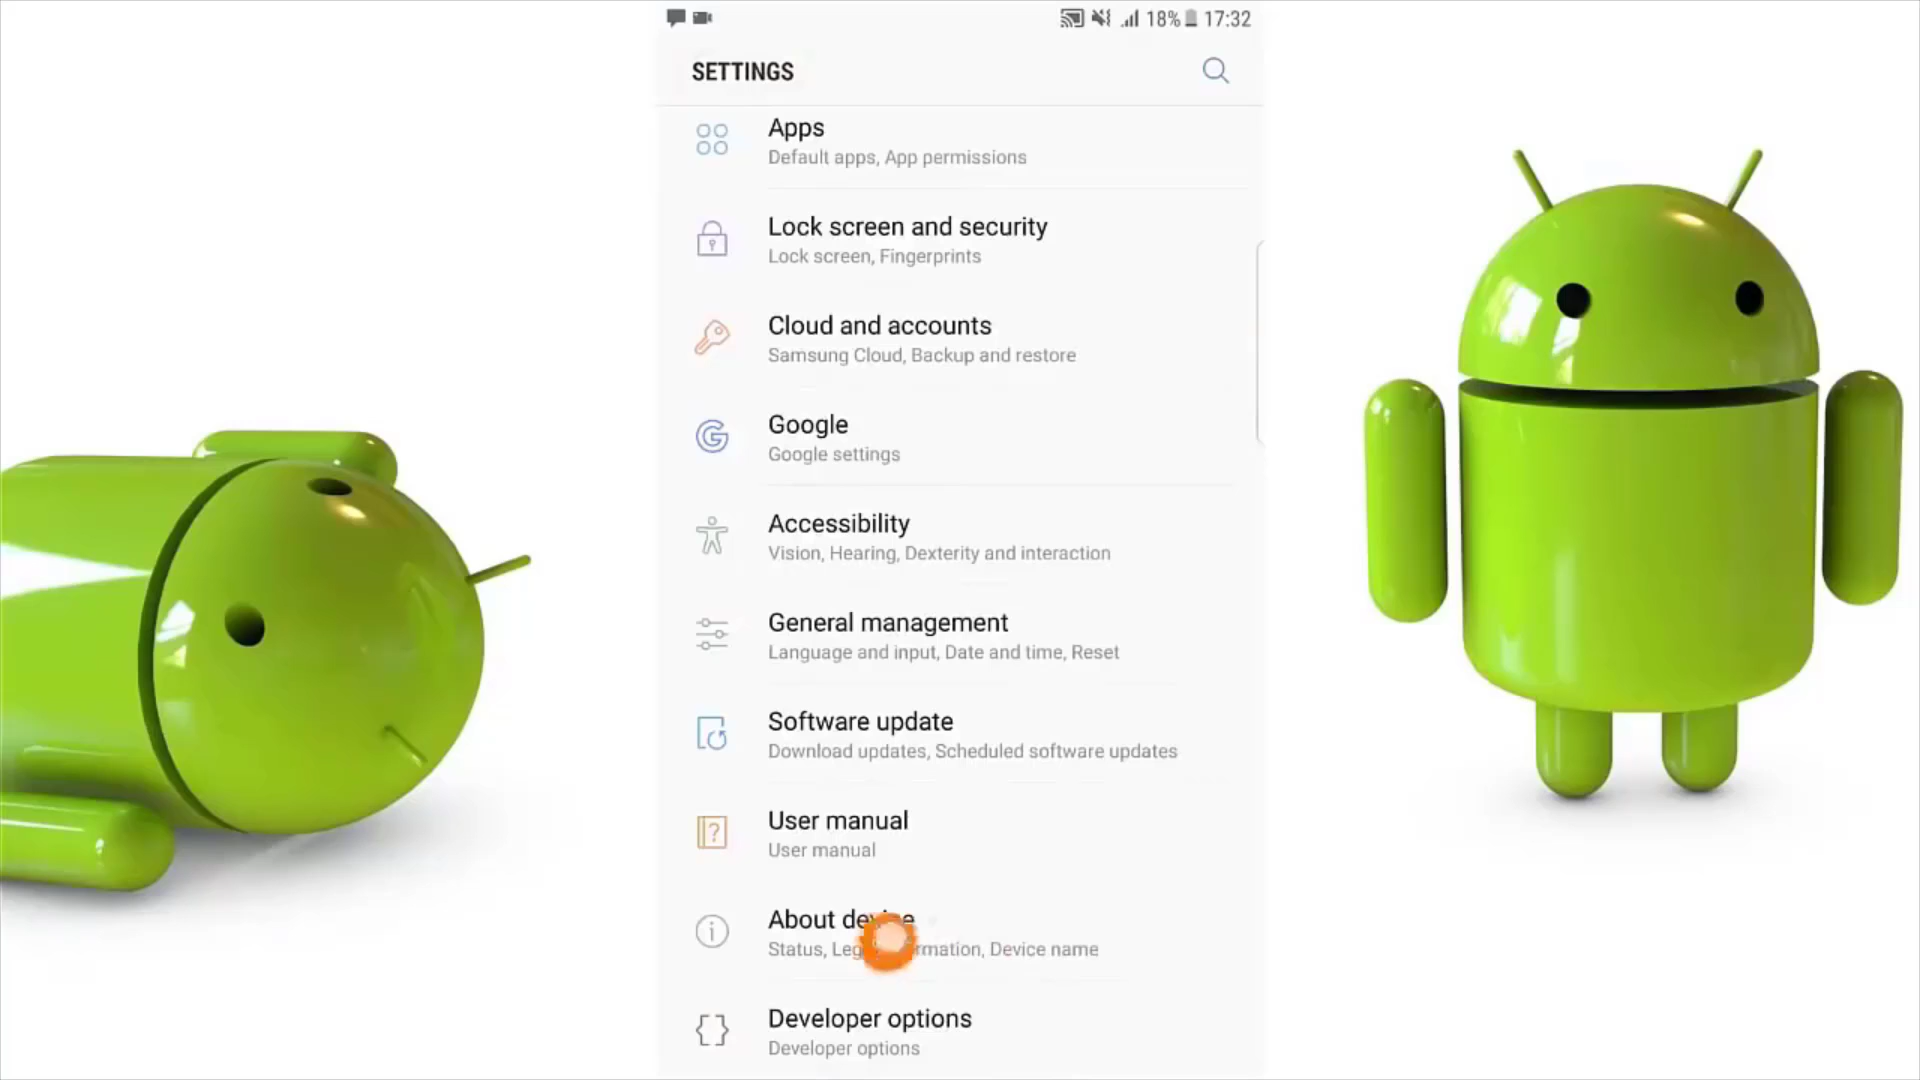 18% 17:32
SETTINGS
Apps
Default apps, App permissions
Lock screen and security
Lock screen, Fingerprints
Cloud and accounts
Samsung Cloud, Backup and restore
Google
Google settings
Accessibility
Vision, Hearing, Dexterity and interaction
General management
Language and input, Date and time, Reset
Software update
Download updates, Scheduled software updates
User manual
User manual
About device
Status, Legal information, Device name
Developer options
Developer options